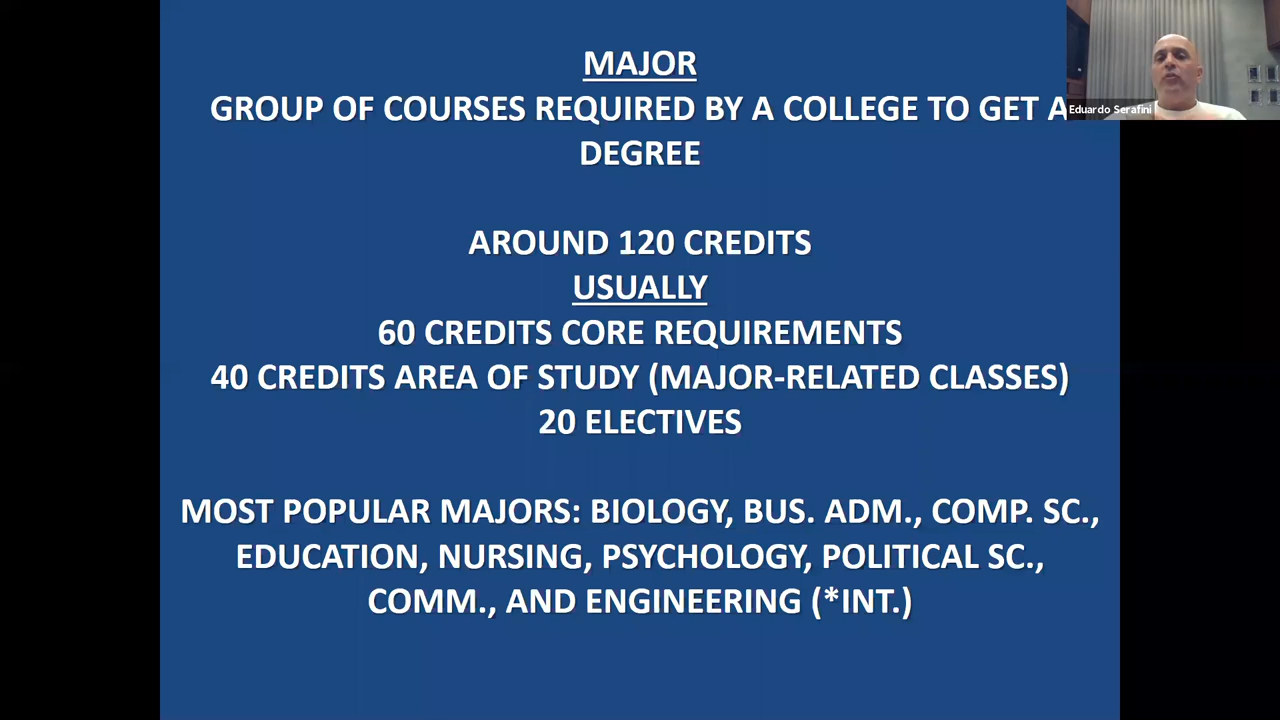 MAJOR
GROUP OF COURSES REQUIRED BY A COLLEGE TO GET A
DEGREE
AROUND 120 CREDITS
USUALLY
60 CREDITS CORE REQUIREMENTS
40 CREDITS AREA OF STUDY (MAJOR-RELATED CLASSES)
20 ELECTIVES
MOST POPULAR MAJORS: BIOLOGY, BUS. ADM., COMP. SC.,
EDUCATION, NURSING, PSYCHOLOGY, POLITICAL SC.,
COMM., AND ENGINEERING (*INT.)
Eduardo Serafini